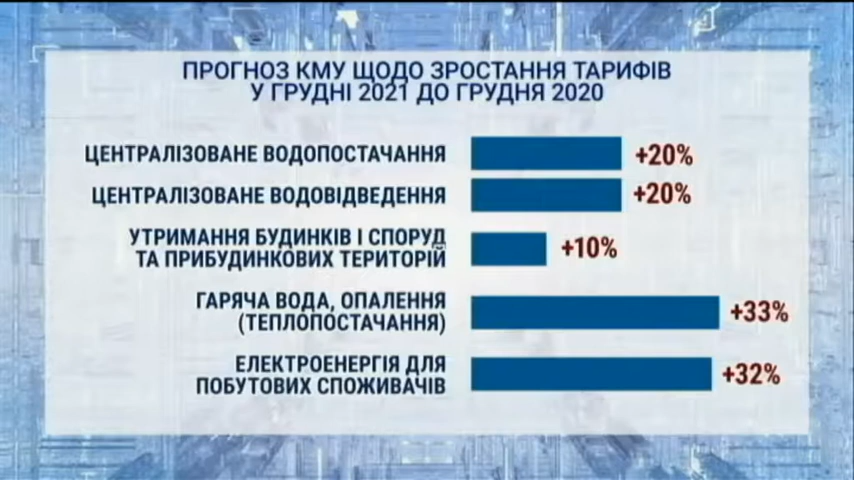 ПРОГНОЗ КМУ ЩОДО ЗРОСТАННЯ ТАРИФІВ
У ГРУДНІ 2021 ДО ГРУДНЯ 2020
ЦЕНТРАЛІЗОВАНЕ ВОДОПОСТАЧАННЯ +20%
ЦЕНТРАЛІЗОВАНЕ ВОДОВІДВЕДЕННЯ +20%
УТРИМАННЯ БУДИНКІВ І СПОРУД
ТА ПРИБУДИНКОВИХ ТЕРИТОРІЙ +10%
ГАРЯЧА ВОДА, ОПАЛЕННЯ
(ТЕПЛОПОСТАЧАННЯ) +33%
ЕЛЕКТРОЕНЕРГІЯ ДЛЯ
ПОБУТОВИХ СПОЖИВАЧІВ +32%